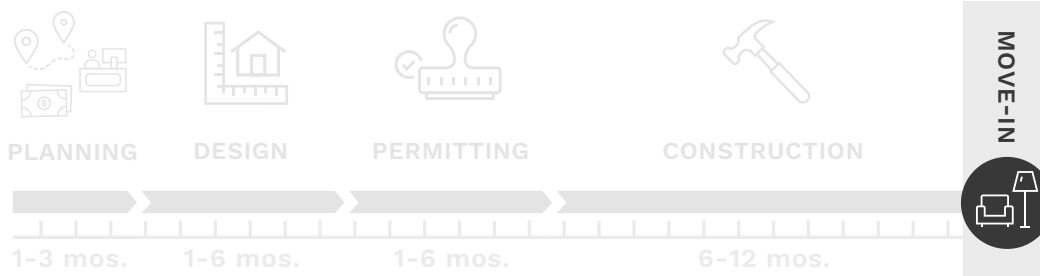 PLANNING
DESIGN
PERMITTING
CONSTRUCTION
MOVE-IN
1-3 mos.
1-6 mos.
1-6 mos.
6-12 mos.